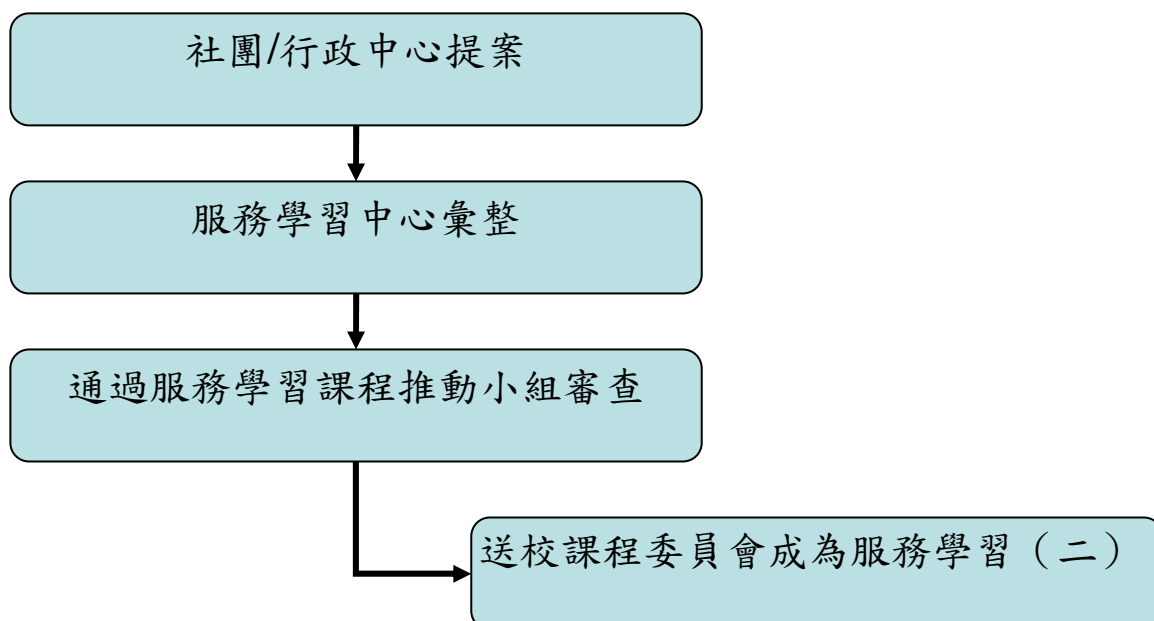 社團/行政中心提案
服務學習中心彙整
通過服務學習課程推動小組審查
送校課程委員會成為服務學習（二）